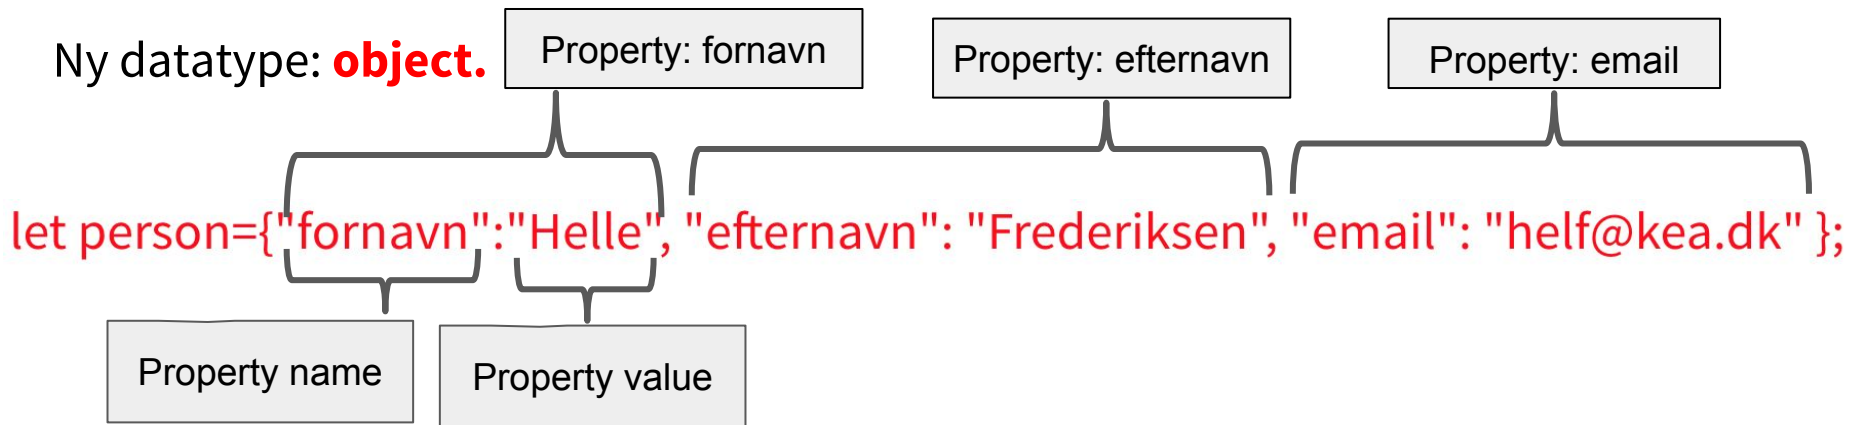 Ny datatype: object.
Property: fornavn
Property: efternavn
Property: email
let person={"fornavn":"Helle", "efternavn": "Frederiksen", "email": "helf@kea.dk" };
Property name
Property value